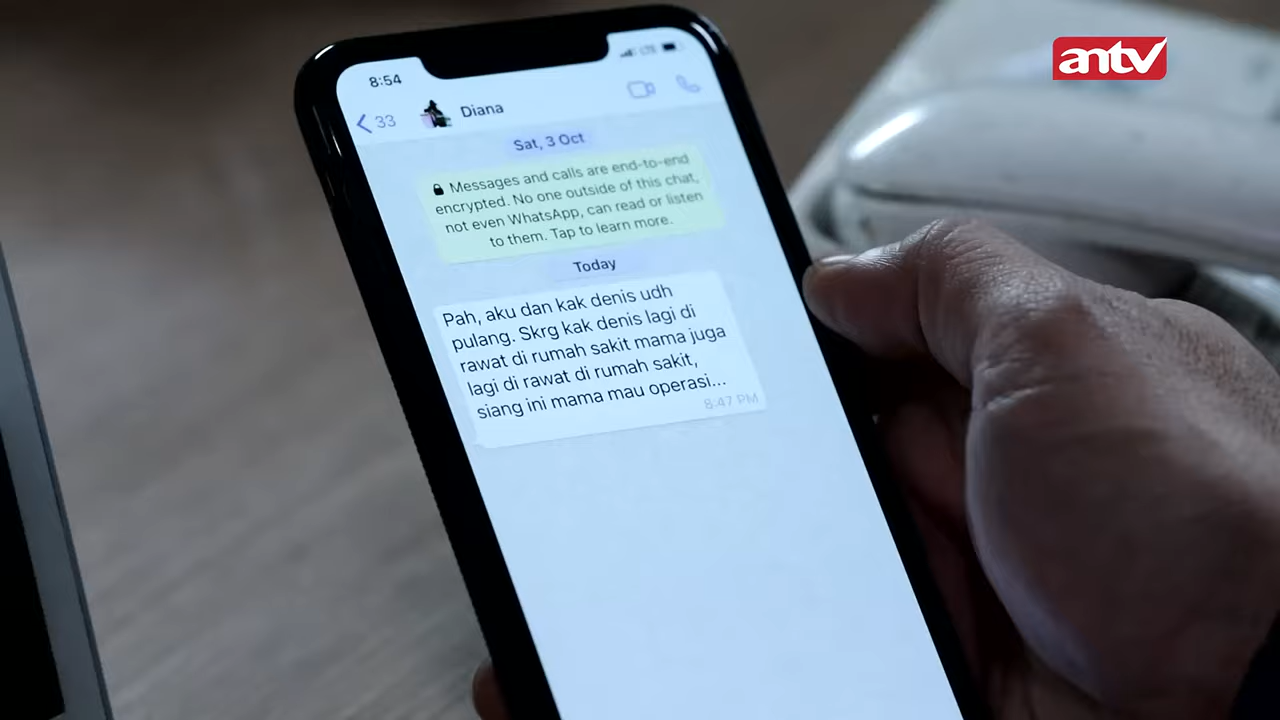 antv
8:54
33
Diana
Sat, 3 Oct
Messages and calls are end-to-end
encrypted. No one outside of this chat,
not even WhatsApp, can read or listen
to them. Tap to learn more.
Today
Pah, aku dan kak denis udh
pulang. Skrg kak denis lagi di
rawat di rumah sakit mama juga
lagi di rawat di rumah sakit,
siang ini mama mau operasi...
8:47 PM